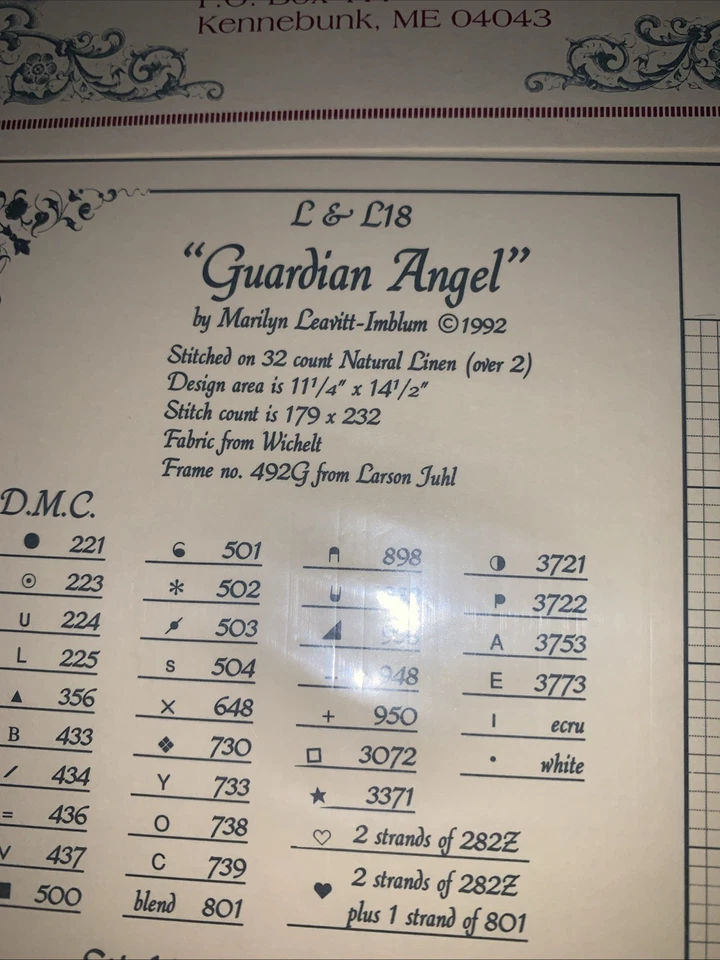 Kennebunk, ME 04043
L & L18
“Guardian Angel”
by Marilyn Leavitt-Imblum ©1992
Stitched on 32 count Natural Linen (over 2)
Design area is 11¹/₄” x 14¹/₂”
Stitch count is 179 x 232
Fabric from Wichelt
Frame no. 492G from Larson Juhl
D.M.C.
● 221
☉ 223
U 224
L 225
▲ 356
B 433
/ 434
= 436
V 437
■ 500
501
* 502
503
s 504
× 648
❖ 730
Y 733
O 738
C 739
blend 801
898
948
+ 950
□ 3072
★ 3371
♡ 2 strands of 282Z
♥ 2 strands of 282Z
plus 1 strand of 801
◑ 3721
P 3722
A 3753
E 3773
I ecru
• white